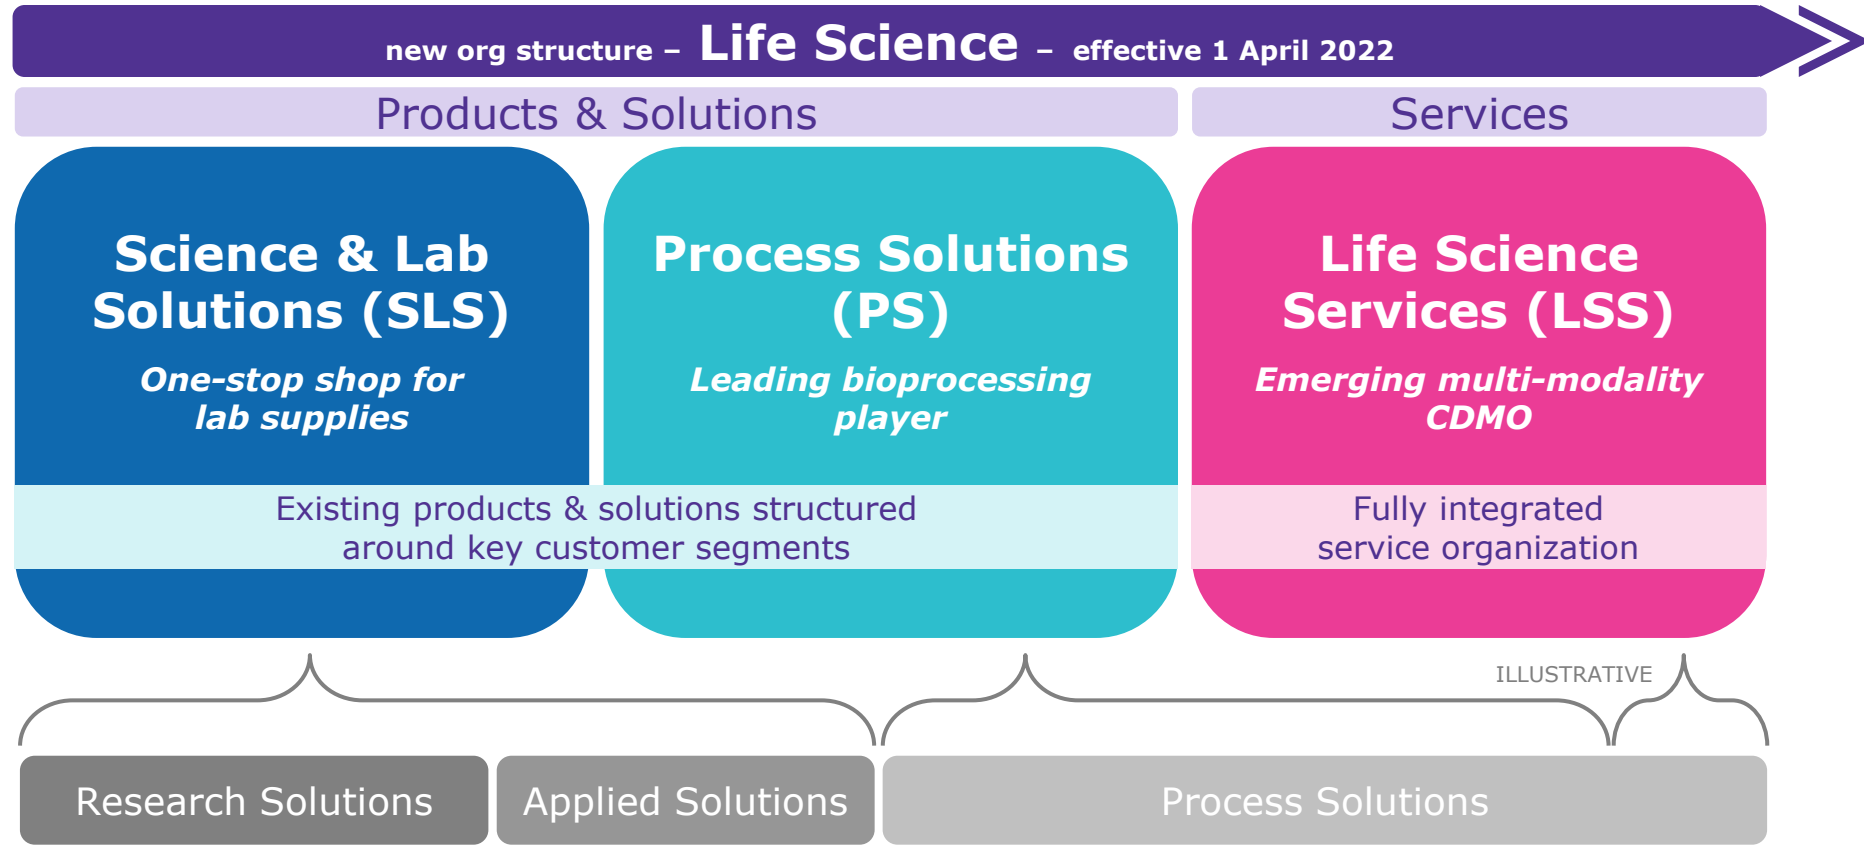 new org structure – Life Science – effective 1 April 2022
Products & Solutions
Services
Science & Lab
Solutions (SLS)
One-stop shop for
lab supplies
Process Solutions
(PS)
Leading bioprocessing
player
Life Science
Services (LSS)
Emerging multi-modality
CDMO
Existing products & solutions structured
around key customer segments
Fully integrated
service organization
ILLUSTRATIVE
Research Solutions
Applied Solutions
Process Solutions